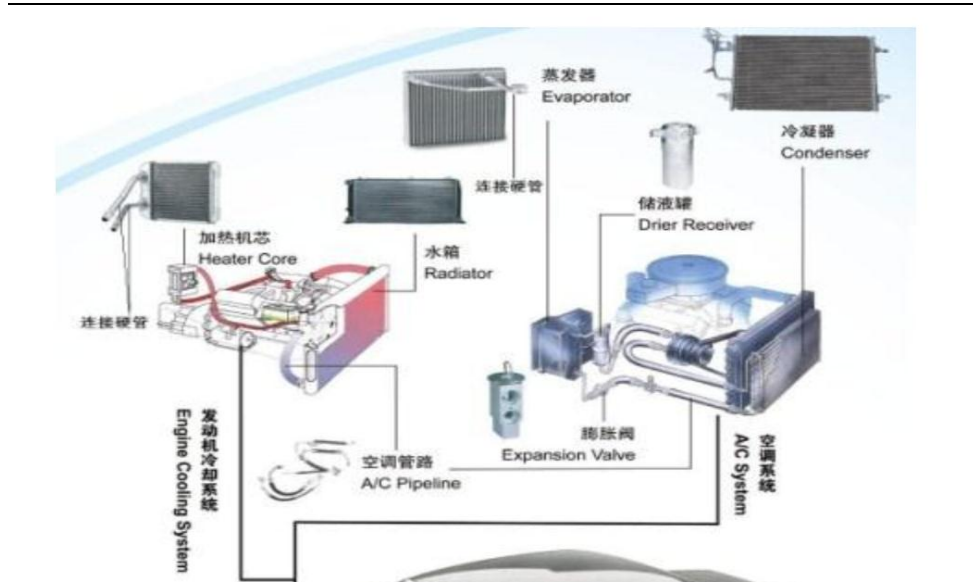 蒸发器
Evaporator
冷凝器
Condenser
连接硬管
储液罐
Drier Receiver
加热机芯
Heater Core
水箱
Radiator
连接硬管
膨胀阀
Expansion Valve
空调管路
A/C Pipeline
发动机冷却系统
Engine Cooling System
空调系统
A/C System